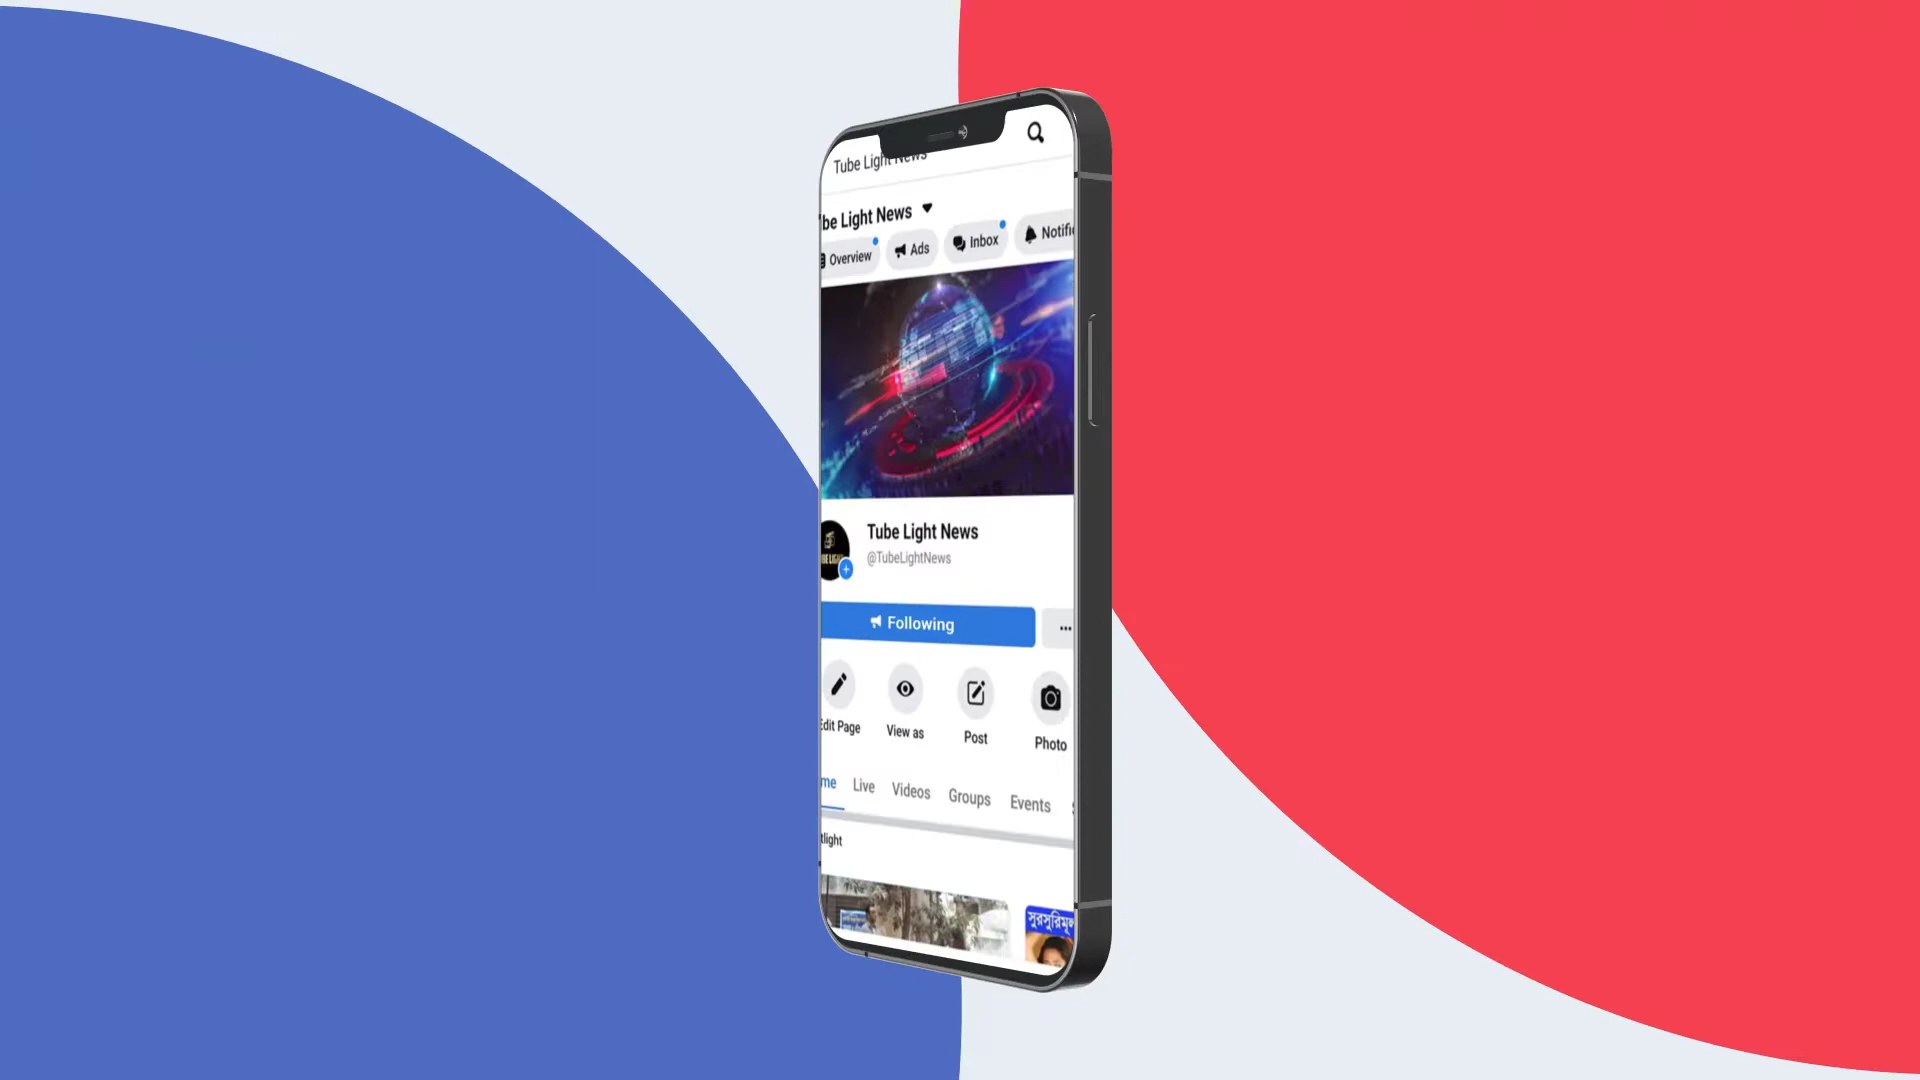 Tube Light News
be Light News
Overview
Ads
Inbox
Notifi
Tube Light News
@TubeLightNews
Following
Edit Page
View as
Post
Photo
me
Live
Videos
Groups
Events
tlight